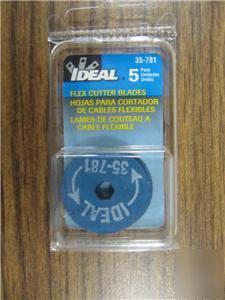 IDEAL
35-781
5 Pack
Unidades
Unités
FLEX CUTTER BLADES
HOJAS PARA CORTADOR
DE CABLES FLEXIBLES
LAMES DE COUTEAU A
CABLE FLEXIBLE
IDEAL
35-781